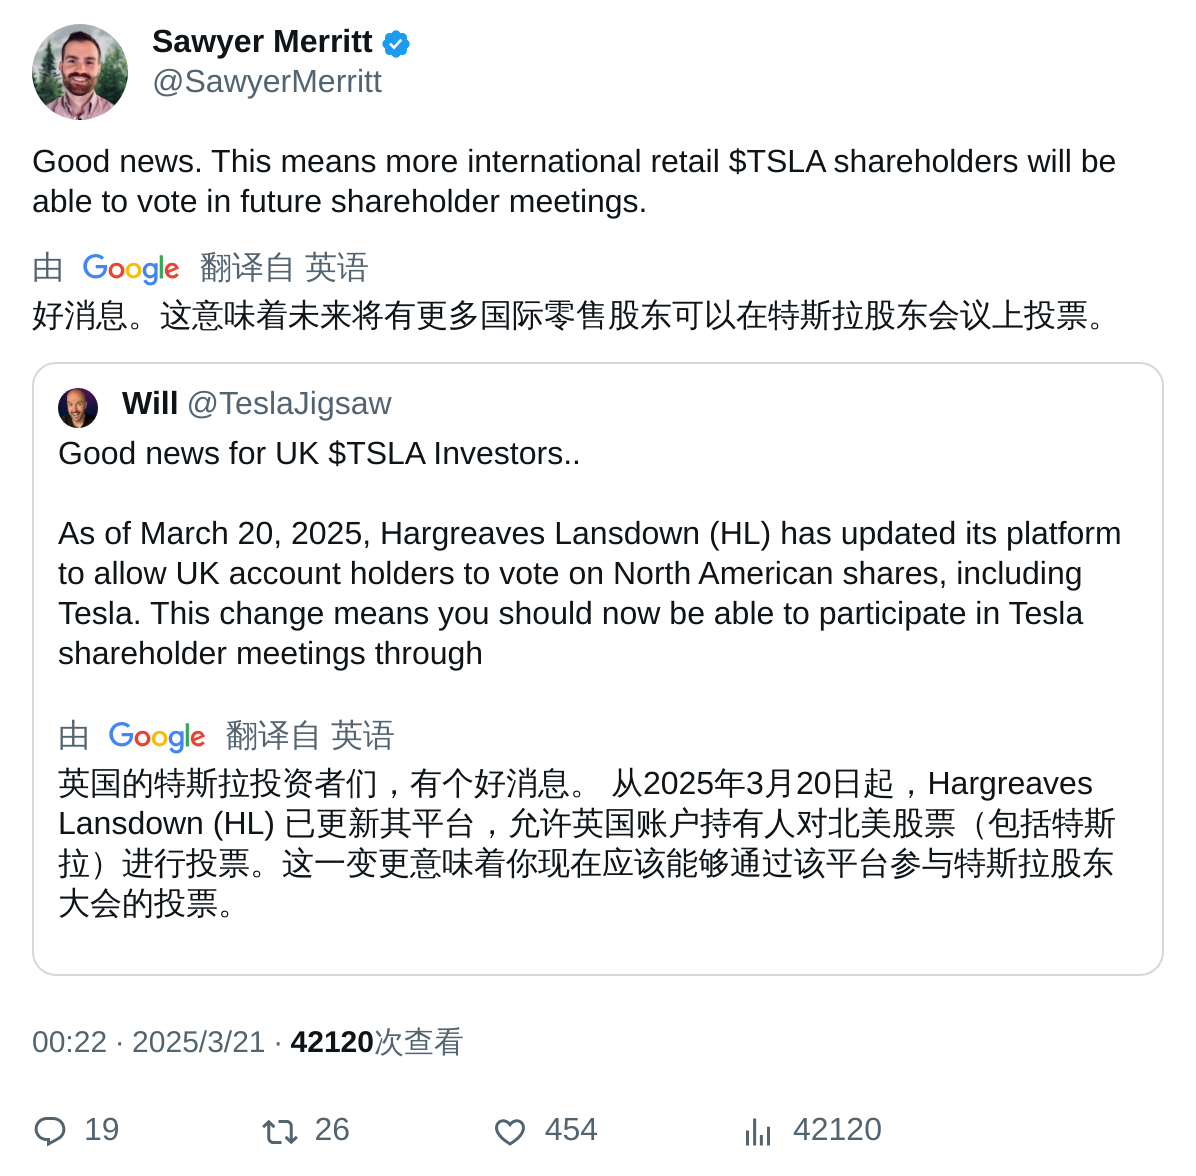 Sawyer Merritt
@SawyerMerritt
Good news. This means more international retail $TSLA shareholders will be
able to vote in future shareholder meetings.
由 Google 翻译自 英语
好消息。这意味着未来将有更多国际零售股东可以在特斯拉股东会议上投票。
Will @TeslaJigsaw
Good news for UK $TSLA Investors..
As of March 20, 2025, Hargreaves Lansdown (HL) has updated its platform
to allow UK account holders to vote on North American shares, including
Tesla. This change means you should now be able to participate in Tesla
shareholder meetings through
由 Google 翻译自 英语
英国的特斯拉投资者们，有个好消息。 从2025年3月20日起，Hargreaves
Lansdown (HL) 已更新其平台，允许英国账户持有人对北美股票（包括特斯
拉）进行投票。这一变更意味着你现在应该能够通过该平台参与特斯拉股东
大会的投票。
00:22 · 2025/3/21 · 42120次查看
19 26 454 42120